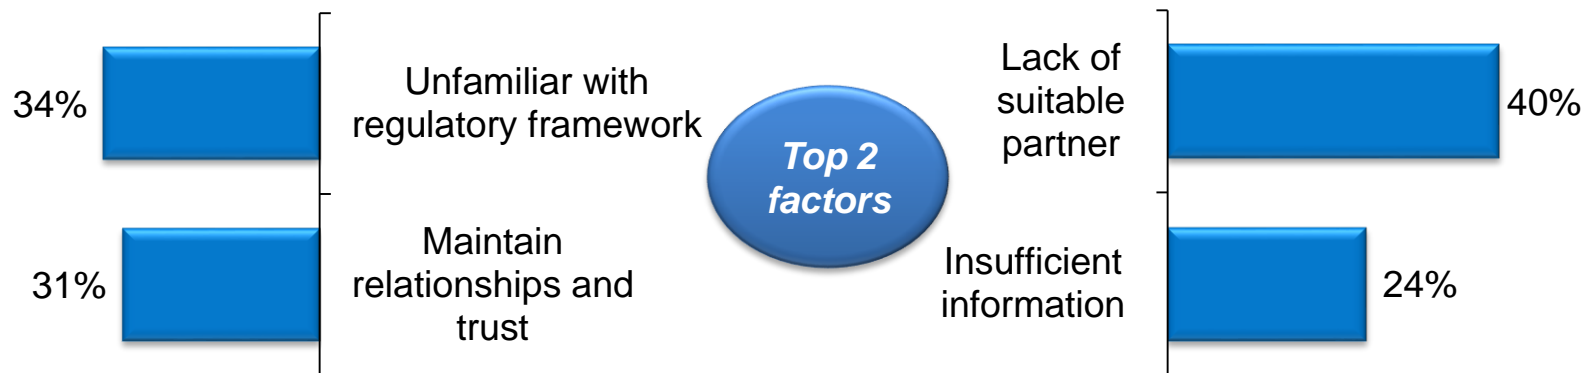 34%
Unfamiliar with
regulatory framework
31%
Maintain
relationships and
trust
Top 2
factors
Lack of
suitable
partner
40%
Insufficient
information
24%